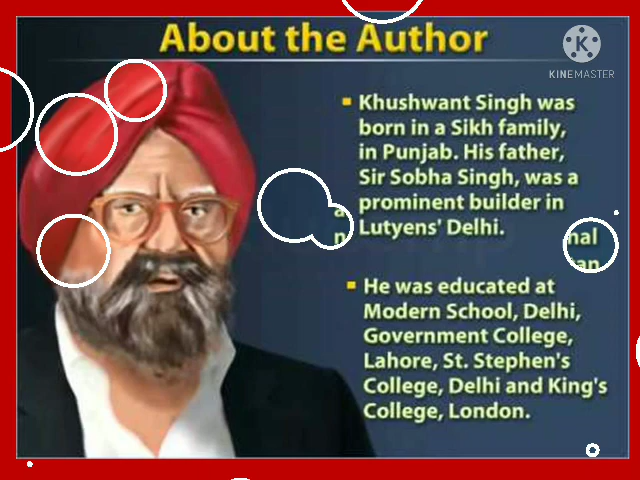 About the Author
KINEMASTER
Khushwant Singh was
born in a Sikh family,
in Punjab. His father,
Sir Sobha Singh, was a
prominent builder in
Lutyens' Delhi.
He was educated at
Modern School, Delhi,
Government College,
Lahore, St. Stephen's
College, Delhi and King's
College, London.